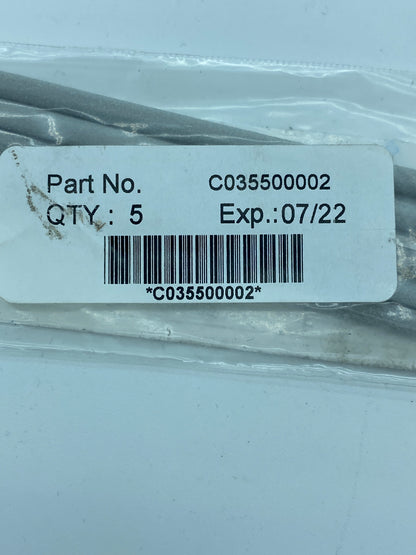 Part No. C035500002
QTY : 5 Exp.:07/22
*C035500002*